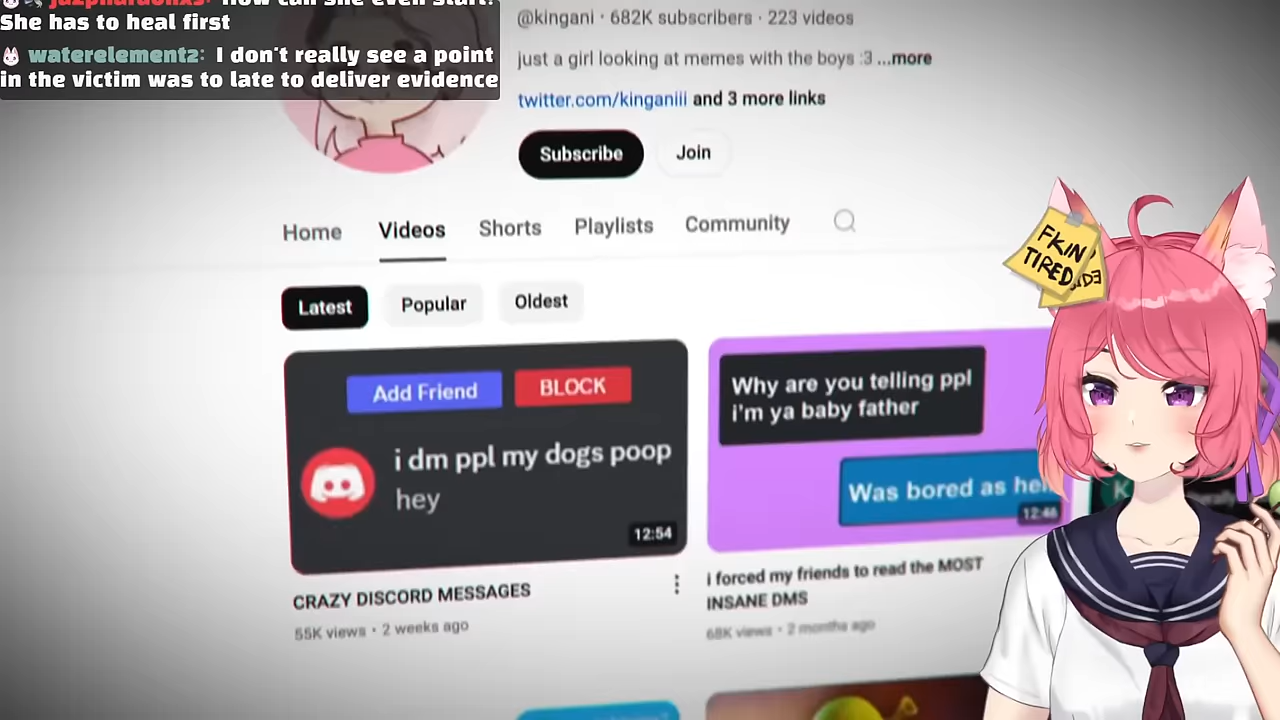 She has to heal first
waterelement2: I don't really see a point
in the victim was to late to deliver evidence
@kingani · 682K subscribers · 223 videos
just a girl looking at memes with the boys :3 ...more
twitter.com/kinganiii and 3 more links
Subscribe
Join
Home
Videos
Shorts
Playlists
Community
FKIN
TIRED
Latest
Popular
Oldest
Add Friend
BLOCK
i dm ppl my dogs poop
hey
12:54
Why are you telling ppl
i'm ya baby father
Was bored as
12:46
CRAZY DISCORD MESSAGES
55K views • 2 weeks ago
i forced my friends to read the MOST
INSANE DMS
68K views • 2 months ago